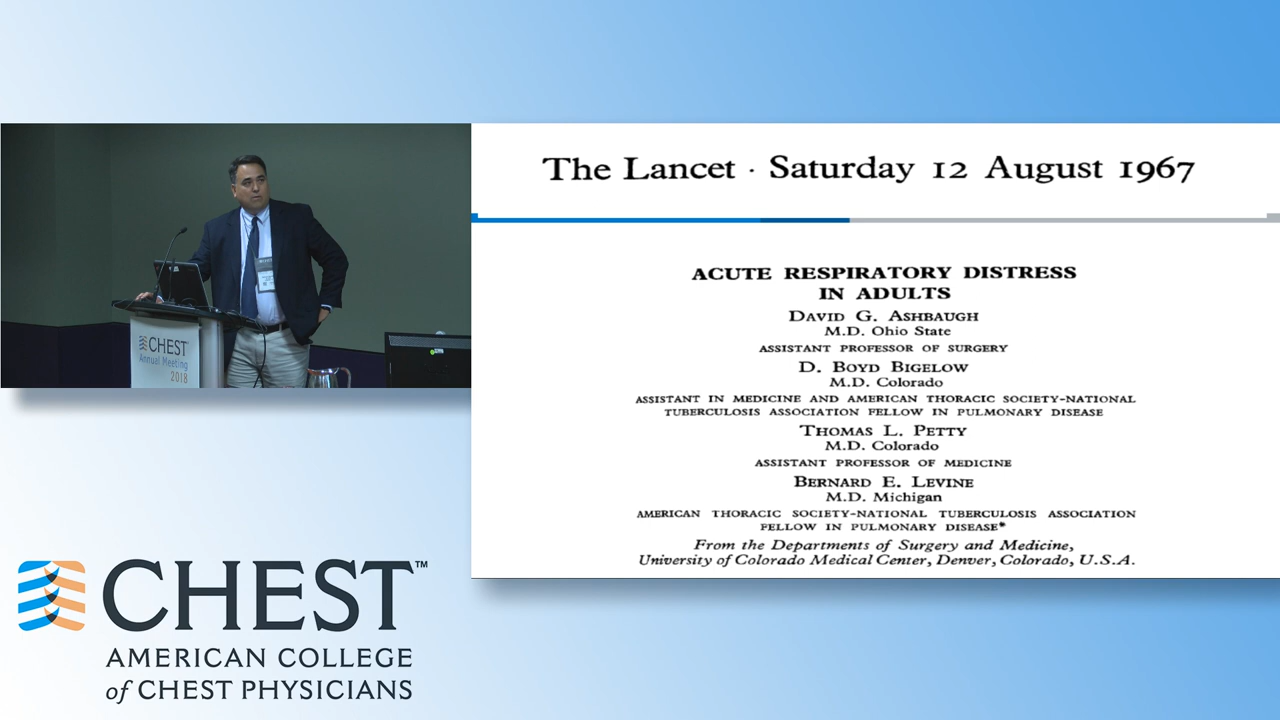 The Lancet · Saturday 12 August 1967
ACUTE RESPIRATORY DISTRESS
IN ADULTS
DAVID G. ASHBAUGH
M.D. Ohio State
ASSISTANT PROFESSOR OF SURGERY
D. BOYD BIGELOW
M.D. Colorado
ASSISTANT IN MEDICINE AND AMERICAN THORACIC SOCIETY-NATIONAL
TUBERCULOSIS ASSOCIATION FELLOW IN PULMONARY DISEASE
THOMAS L. PETTY
M.D. Colorado
ASSISTANT PROFESSOR OF MEDICINE
BERNARD E. LEVINE
M.D. Michigan
AMERICAN THORACIC SOCIETY-NATIONAL TUBERCULOSIS ASSOCIATION
FELLOW IN PULMONARY DISEASE*
From the Departments of Surgery and Medicine,
University of Colorado Medical Center, Denver, Colorado, U.S.A.
CHEST
Annual Meeting
2018
CHEST™
AMERICAN COLLEGE
of CHEST PHYSICIANS